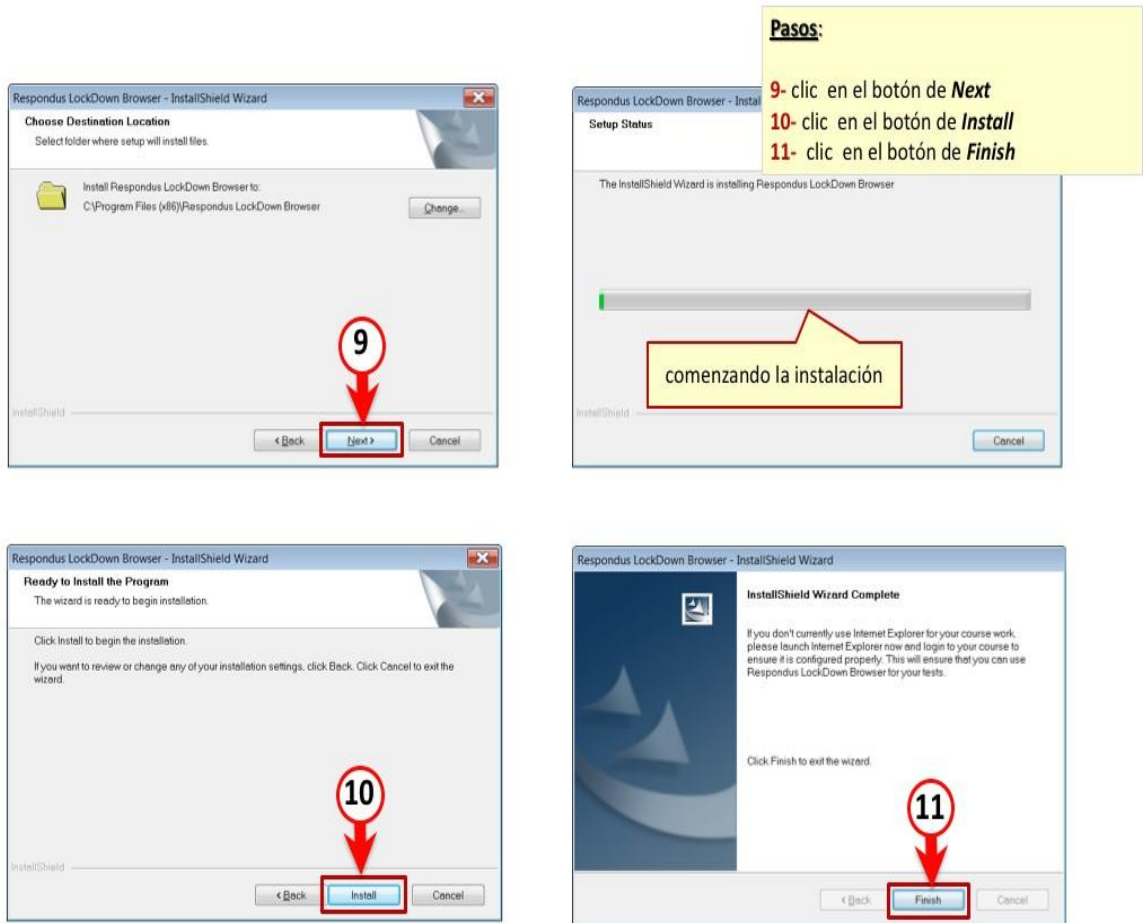 Pasos:
9- clic en el botón de Next
10- clic en el botón de Install
11- clic en el botón de Finish
Respondus LockDown Browser - InstallShield Wizard
Choose Destination Location
Select folder where setup will install files.
Install Respondus LockDown Browser to:
C:\Program Files (x86)\Respondus LockDown Browser
Change...
9
InstallShield
< Back
Next >
Cancel
Respondus LockDown Browser - Instal
Setup Status
The InstallShield Wizard is installing Respondus LockDown Browser
comenzando la instalación
InstallShield
Cancel
Respondus LockDown Browser - InstallShield Wizard
Ready to Install the Program
The wizard is ready to begin installation.
Click Install to begin the installation.
If you want to review or change any of your installation settings, click Back. Click Cancel to exit the
wizard.
10
InstallShield
< Back
Install
Cancel
Respondus LockDown Browser - InstallShield Wizard
InstallShield Wizard Complete
If you don't currently use Internet Explorer for your course work,
please launch Internet Explorer now and login to your course to
ensure it is configured properly. This will ensure that you can use
Respondus LockDown Browser for your tests.
Click Finish to exit the wizard.
11
< Back
Finish
Cancel